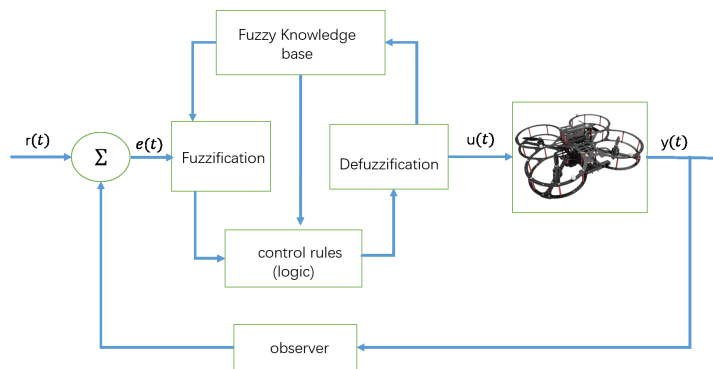 Fuzzy Knowledge
base
r(t)
Σ
e(t)
Fuzzification
Defuzzification
u(t)
y(t)
control rules
(logic)
observer